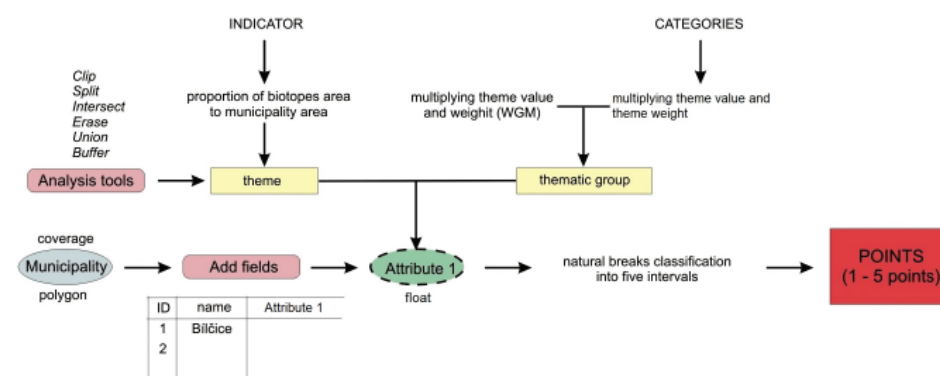 INDICATOR
CATEGORIES
Clip
Split
Intersect
Erase
Union
Buffer
proportion of biotopes area
to municipality area
multiplying theme value
and weighit (WGM)
multiplying theme value and
theme weight
Analysis tools
theme
thematic group
coverage
Municipality
polygon
Add fields
Attribute 1
float
natural breaks classification
into five intervals
POINTS
(1 - 5 points)
ID name Attribute 1
1 Bílčice
2